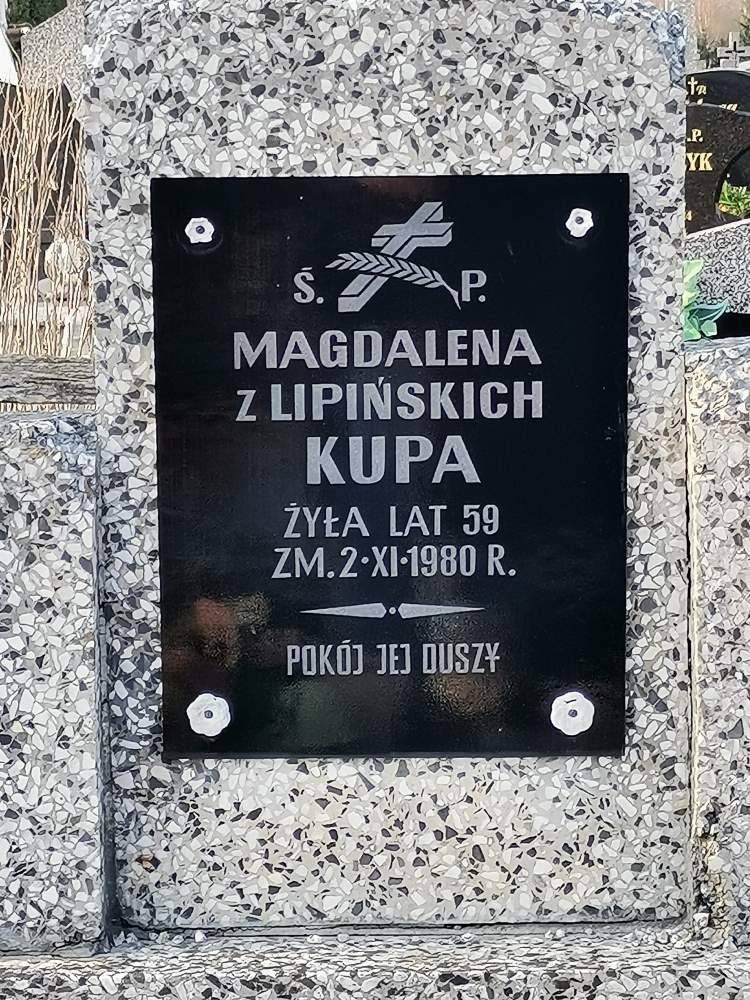 Ś. P.
MAGDALENA
Z LIPIŃSKICH
KUPA
ŻYŁA LAT 59
ZM. 2·XI·1980 R.
POKÓJ JEJ DUSZY